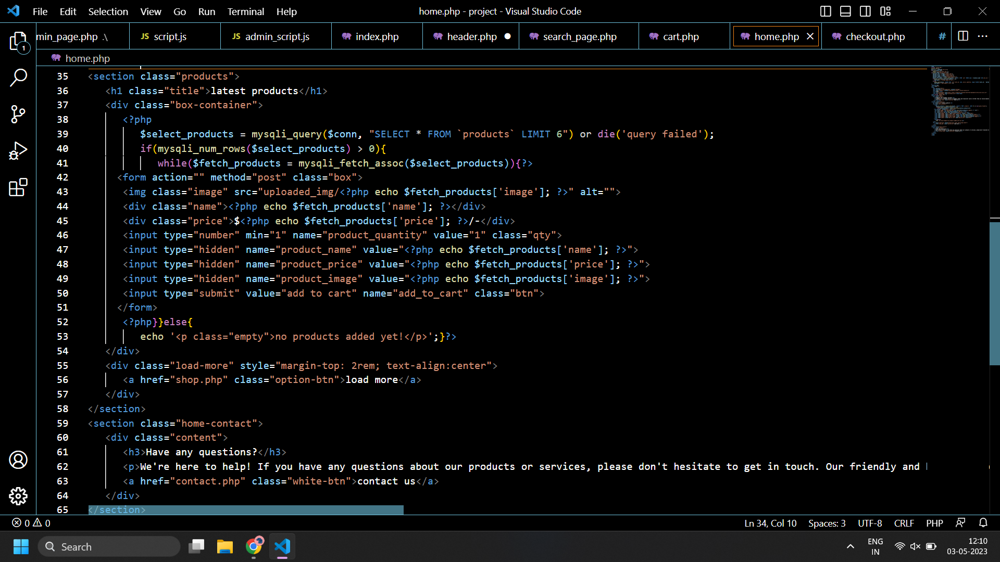 File Edit Selection View Go Run Terminal Help home.php - project - Visual Studio Code
min_page.php .\ JS script.js JS admin_script.js index.php header.php search_page.php cart.php home.php checkout.php #
1
home.php
35 <section class="products">
36 <h1 class="title">latest products</h1>
37 <div class="box-container">
38 <?php
39 $select_products = mysqli_query($conn, "SELECT * FROM `products` LIMIT 6") or die('query failed');
40 if(mysqli_num_rows($select_products) > 0){
41 while($fetch_products = mysqli_fetch_assoc($select_products)){?>
42 <form action="" method="post" class="box">
43 <img class="image" src="uploaded_img/<?php echo $fetch_products['image']; ?>" alt="">
44 <div class="name"><?php echo $fetch_products['name']; ?></div>
45 <div class="price">$<?php echo $fetch_products['price']; ?>/-</div>
46 <input type="number" min="1" name="product_quantity" value="1" class="qty">
47 <input type="hidden" name="product_name" value="<?php echo $fetch_products['name']; ?>">
48 <input type="hidden" name="product_price" value="<?php echo $fetch_products['price']; ?>">
49 <input type="hidden" name="product_image" value="<?php echo $fetch_products['image']; ?>">
50 <input type="submit" value="add to cart" name="add_to_cart" class="btn">
51 </form>
52 <?php}}else{
53 echo '<p class="empty">no products added yet!</p>';}?>
54 </div>
55 <div class="load-more" style="margin-top: 2rem; text-align:center">
56 <a href="shop.php" class="option-btn">load more</a>
57 </div>
58 </section>
59 <section class="home-contact">
60 <div class="content">
61 <h3>Have any questions?</h3>
62 <p>We're here to help! If you have any questions about our products or services, please don't hesitate to get in touch. Our friendly and
63 <a href="contact.php" class="white-btn">contact us</a>
64 </div>
65 </section>
0 0 Ln 34, Col 10 Spaces: 3 UTF-8 CRLF PHP
Search ENG IN 12:10 03-05-2023